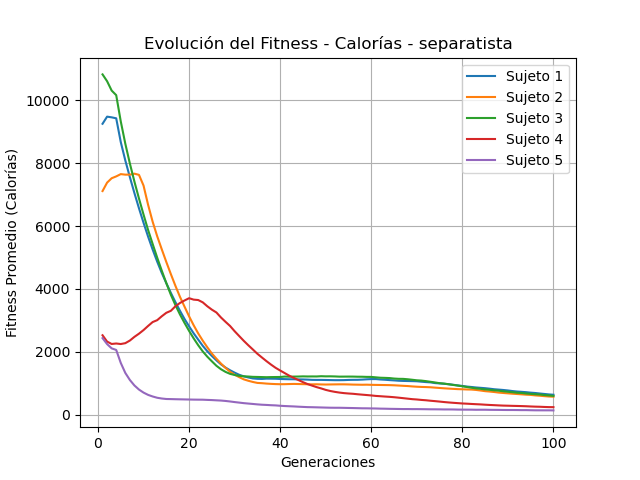 Evolución del Fitness - Calorías - separatista
Sujeto 1
Sujeto 2
Sujeto 3
Sujeto 4
Sujeto 5
Fitness Promedio (Calorías)
10000
8000
6000
4000
2000
0
0 20 40 60 80 100
Generaciones